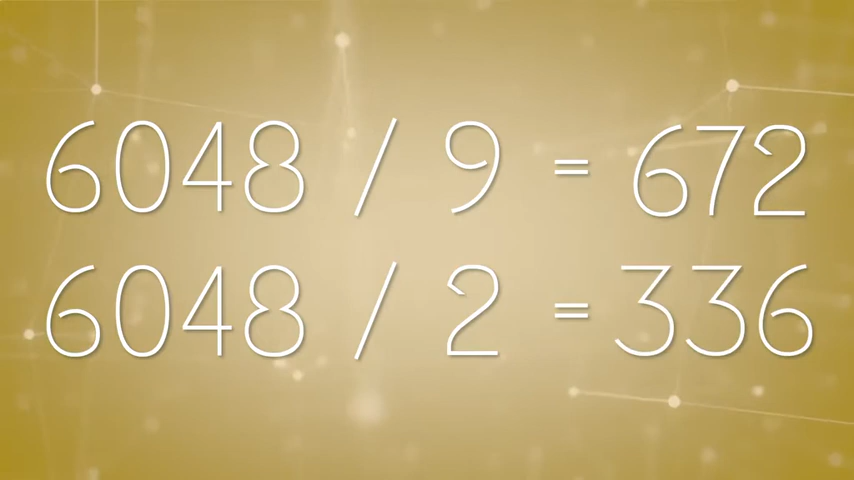 6048 / 9 = 672
6048 / 2 = 336